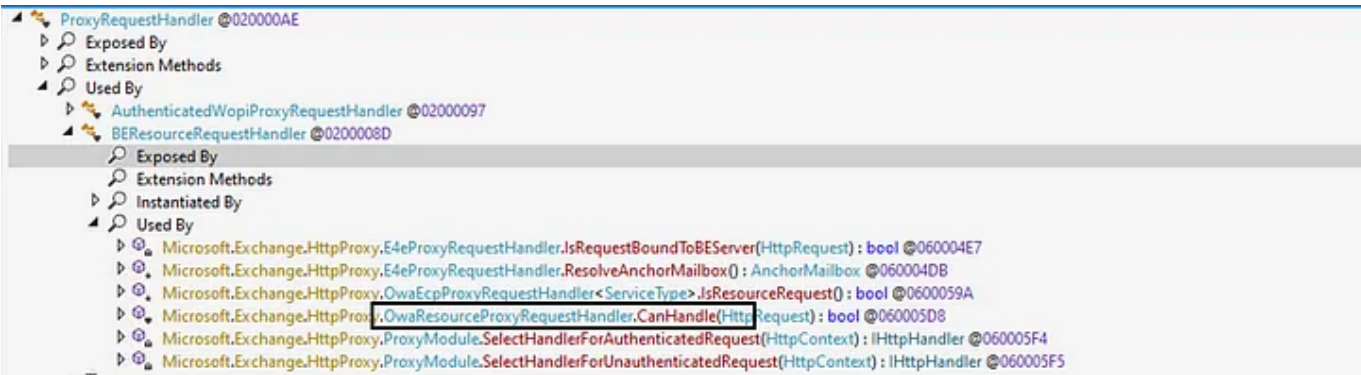 ProxyRequestHandler @020000AE
Exposed By
Extension Methods
Used By
AuthenticatedWopiProxyRequestHandler @02000097
BEResourceRequestHandler @0200008D
Exposed By
Extension Methods
Instantiated By
Used By
Microsoft.Exchange.HttpProxy.E4eProxyRequestHandler.IsRequestBoundToBEServer(HttpRequest) : bool @060004E7
Microsoft.Exchange.HttpProxy.E4eProxyRequestHandler.ResolveAnchorMailbox() : AnchorMailbox @060004DB
Microsoft.Exchange.HttpProxy.OwaEcpProxyRequestHandler<ServiceType>.IsResourceRequest() : bool @0600059A
Microsoft.Exchange.HttpProxy.OwaResourceProxyRequestHandler.CanHandle(HttpRequest) : bool @060005D8
Microsoft.Exchange.HttpProxy.ProxyModule.SelectHandlerForAuthenticatedRequest(HttpContext) : IHttpHandler @060005F4
Microsoft.Exchange.HttpProxy.ProxyModule.SelectHandlerForUnauthenticatedRequest(HttpContext) : IHttpHandler @060005F5